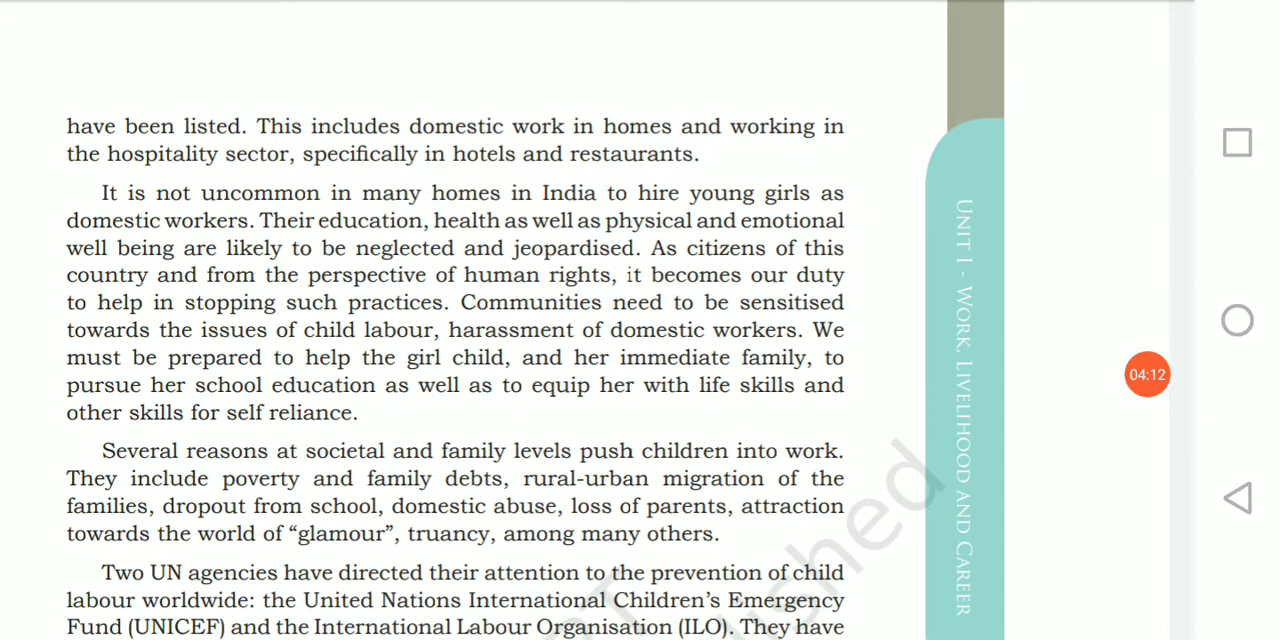 have been listed. This includes domestic work in homes and working in
the hospitality sector, specifically in hotels and restaurants.
It is not uncommon in many homes in India to hire young girls as
domestic workers. Their education, health as well as physical and emotional
well being are likely to be neglected and jeopardised. As citizens of this
country and from the perspective of human rights, it becomes our duty
to help in stopping such practices. Communities need to be sensitised
towards the issues of child labour, harassment of domestic workers. We
must be prepared to help the girl child, and her immediate family, to
pursue her school education as well as to equip her with life skills and
other skills for self reliance.
Several reasons at societal and family levels push children into work.
They include poverty and family debts, rural-urban migration of the
families, dropout from school, domestic abuse, loss of parents, attraction
towards the world of “glamour”, truancy, among many others.
Two UN agencies have directed their attention to the prevention of child
labour worldwide: the United Nations International Children’s Emergency
Fund (UNICEF) and the International Labour Organisation (ILO). They have
UNIT I - WORK, LIVELIHOOD AND CAREER
04:12